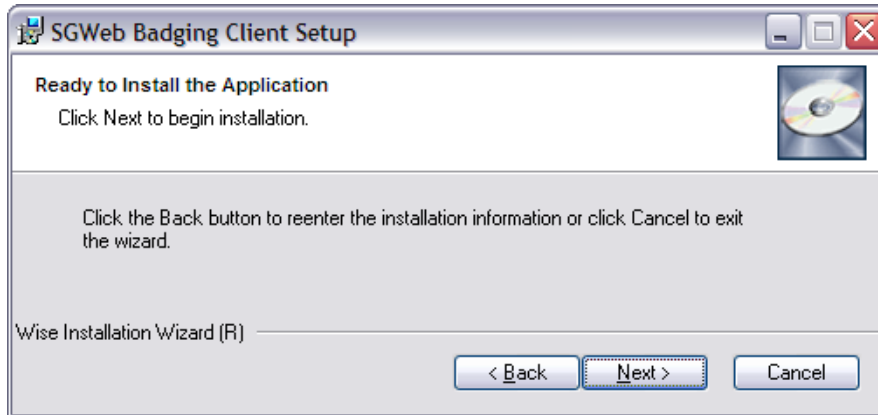 SGWeb Badging Client Setup
Ready to Install the Application
Click Next to begin installation.
Click the Back button to reenter the installation information or click Cancel to exit
the wizard.
Wise Installation Wizard (R)
< Back
Next >
Cancel